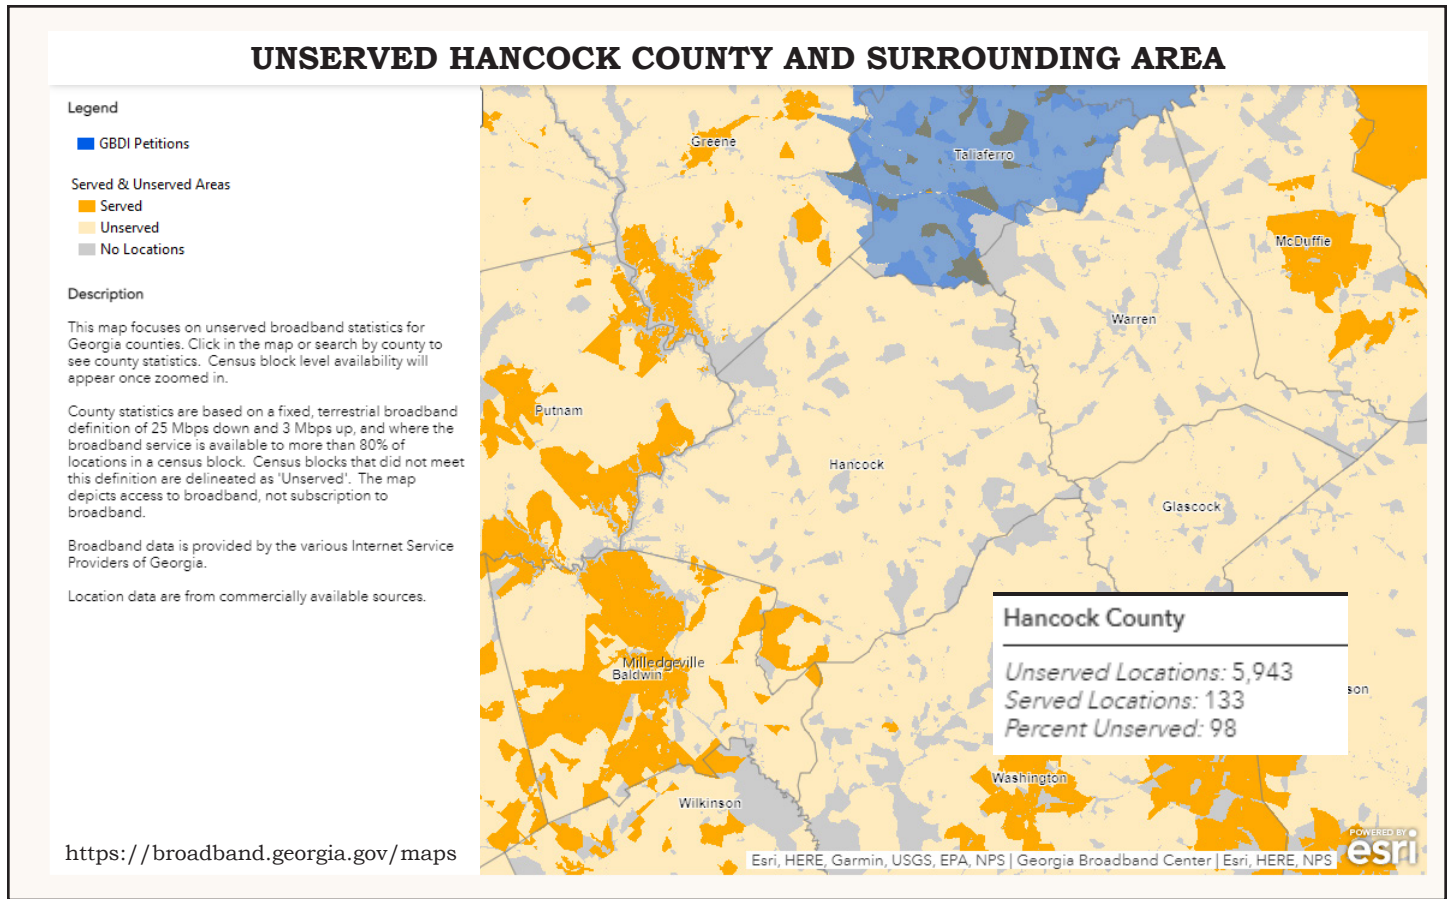 UNSERVED HANCOCK COUNTY AND SURROUNDING AREA
Legend
GBDI Petitions
Served & Unserved Areas
Served
Unserved
No Locations
Description
This map focuses on unserved broadband statistics for
Georgia counties. Click in the map or search by county to
see county statistics. Census block level availability will
appear once zoomed in.
County statistics are based on a fixed, terrestrial broadband
definition of 25 Mbps down and 3 Mbps up, and where the
broadband service is available to more than 80% of
locations in a census block. Census blocks that did not meet
this definition are delineated as 'Unserved'. The map
depicts access to broadband, not subscription to
broadband.
Broadband data is provided by the various Internet Service
Providers of Georgia.
Location data are from commercially available sources.
https://broadband.georgia.gov/maps
Greene
Taliaferro
McDuffie
Warren
Putnam
Hancock
Glascock
Milledgeville
Baldwin
Wilkinson
Washington
son
Hancock County
Unserved Locations: 5,943
Served Locations: 133
Percent Unserved: 98
POWERED BY
esri
Esri, HERE, Garmin, USGS, EPA, NPS | Georgia Broadband Center | Esri, HERE, NPS